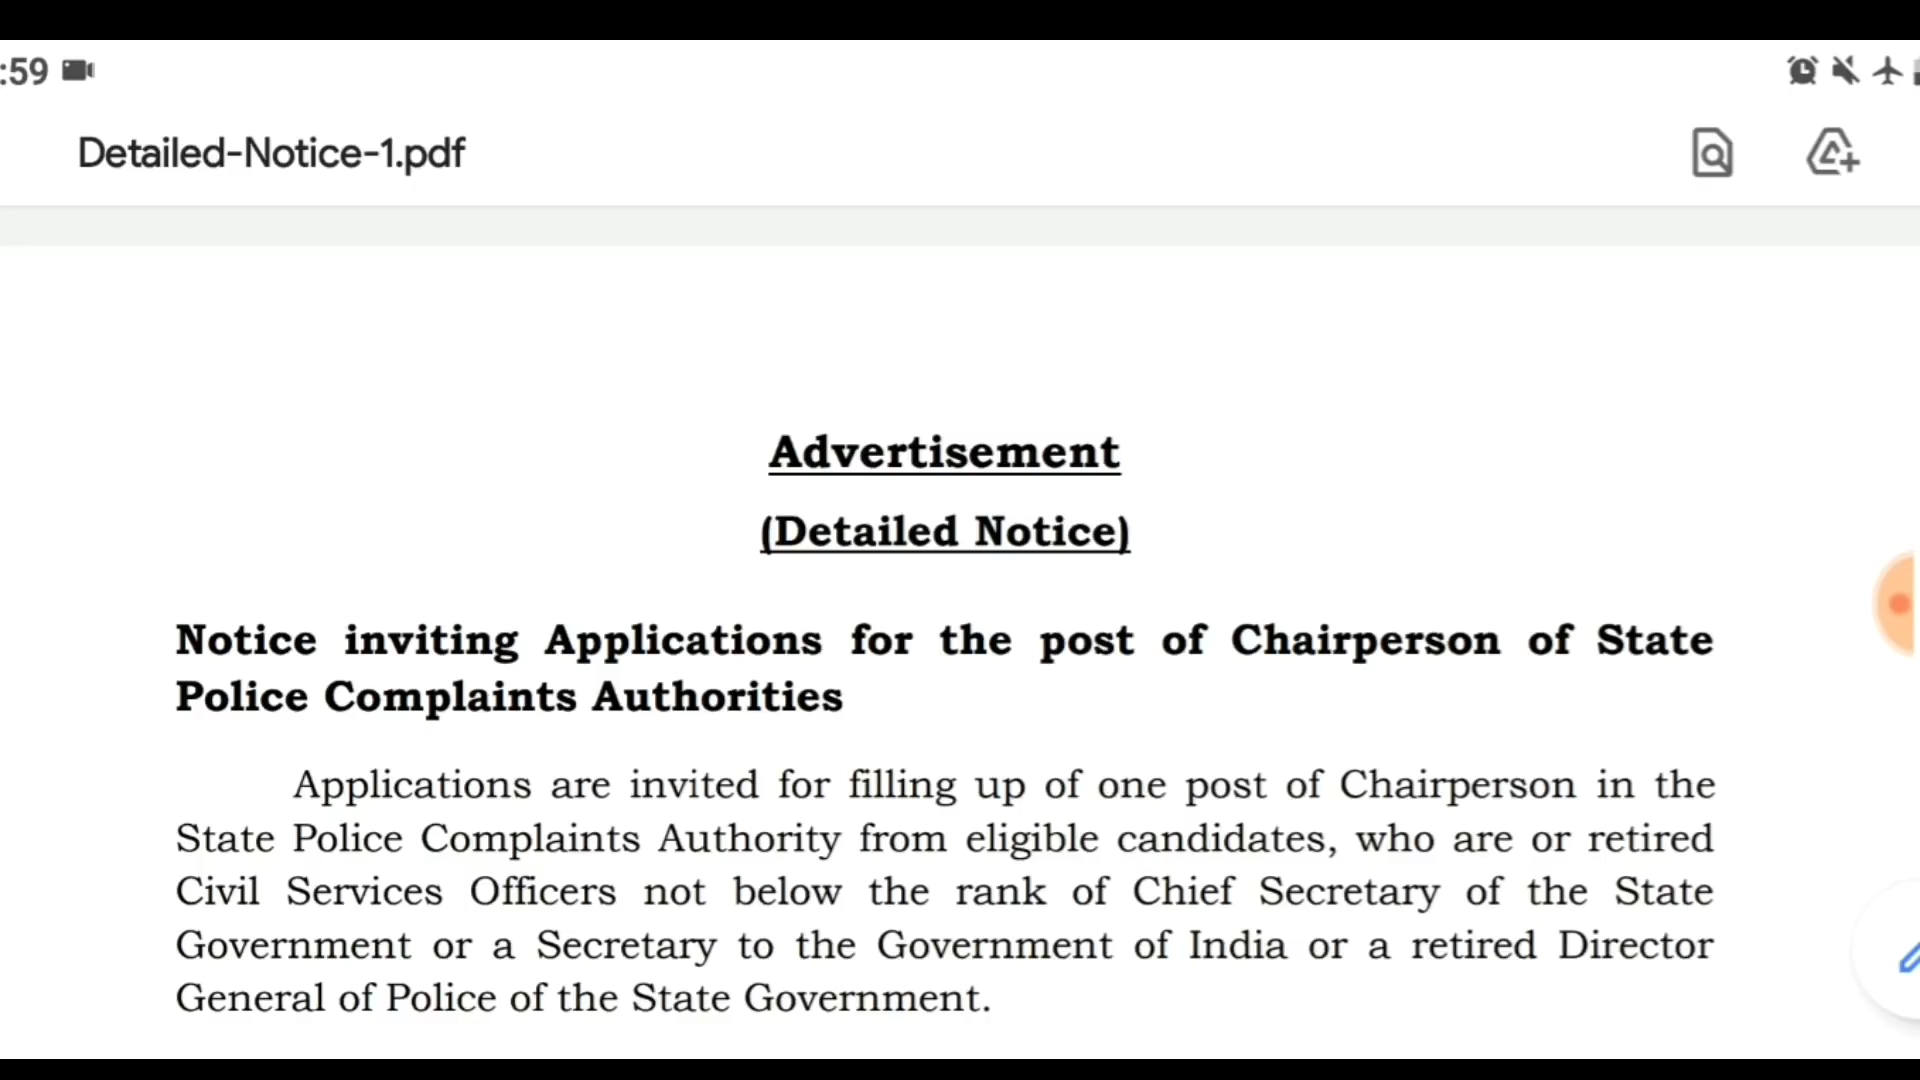 :59
Detailed-Notice-1.pdf
Advertisement
(Detailed Notice)
Notice inviting Applications for the post of Chairperson of State
Police Complaints Authorities
Applications are invited for filling up of one post of Chairperson in the
State Police Complaints Authority from eligible candidates, who are or retired
Civil Services Officers not below the rank of Chief Secretary of the State
Government or a Secretary to the Government of India or a retired Director
General of Police of the State Government.